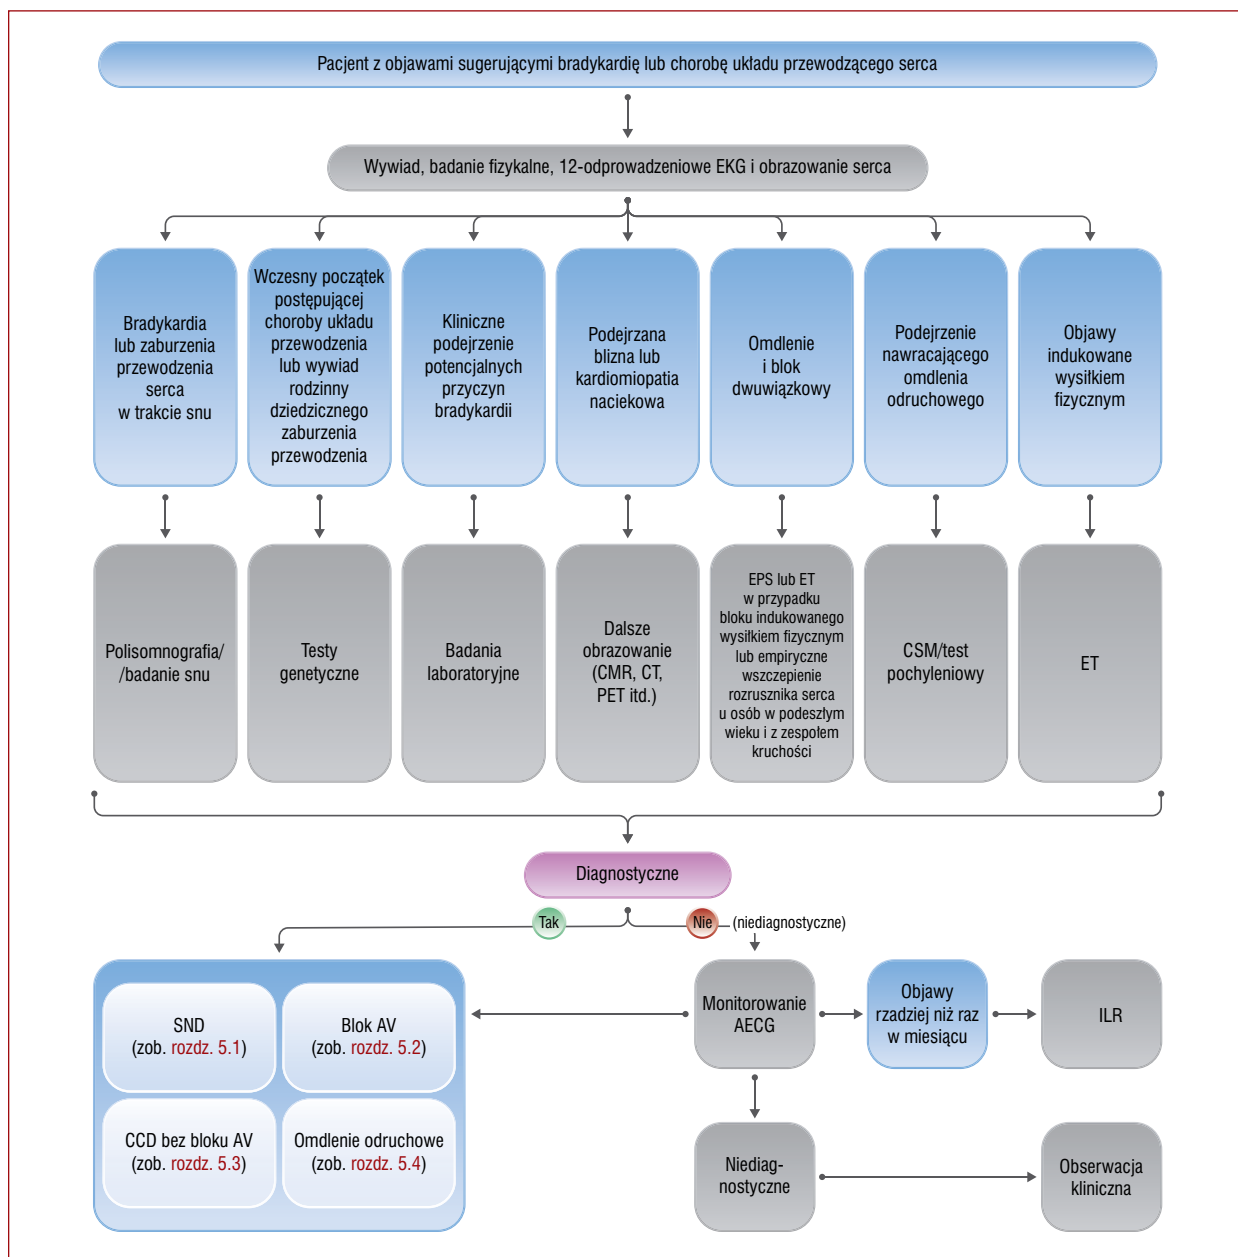 Pacjent z objawami sugerującymi bradykardię lub chorobę układu przewodzącego serca
Wywiad, badanie fizykalne, 12-odprowadzeniowe EKG i obrazowanie serca
Bradykardia
lub zaburzenia
przewodzenia
serca
w trakcie snu
Wczesny początek
postępującej
choroby układu
przewodzenia
lub wywiad
rodzinny
dziedzicznego
zaburzenia
przewodzenia
Kliniczne
podejrzenie
potencjalnych
przyczyn
bradykardii
Podejrzana
blizna lub
kardiomiopatia
naciekowa
Omdlenie
i blok
dwuwiązkowy
Podejrzenie
nawracającego
omdlenia
odruchowego
Objawy
indukowane
wysiłkiem
fizycznym
Polisomnografia/
/badanie snu
Testy
genetyczne
Badania
laboratoryjne
Dalsze
obrazowanie
(CMR, CT,
PET itd.)
EPS lub ET
w przypadku
bloku indukowanego
wysiłkiem fizycznym
lub empiryczne
wszczepienie
rozrusznika serca
u osób w podeszłym
wieku i z zespołem
kruchości
CSM/test
pochyleniowy
ET
Diagnostyczne
Tak
Nie (niediagnostyczne)
SND
(zob. rozdz. 5.1)
Blok AV
(zob. rozdz. 5.2)
CCD bez bloku AV
(zob. rozdz. 5.3)
Omdlenie odruchowe
(zob. rozdz. 5.4)
Monitorowanie
AECG
Objawy
rzadziej niż raz
w miesiącu
ILR
Niediag-
nostyczne
Obserwacja
kliniczna